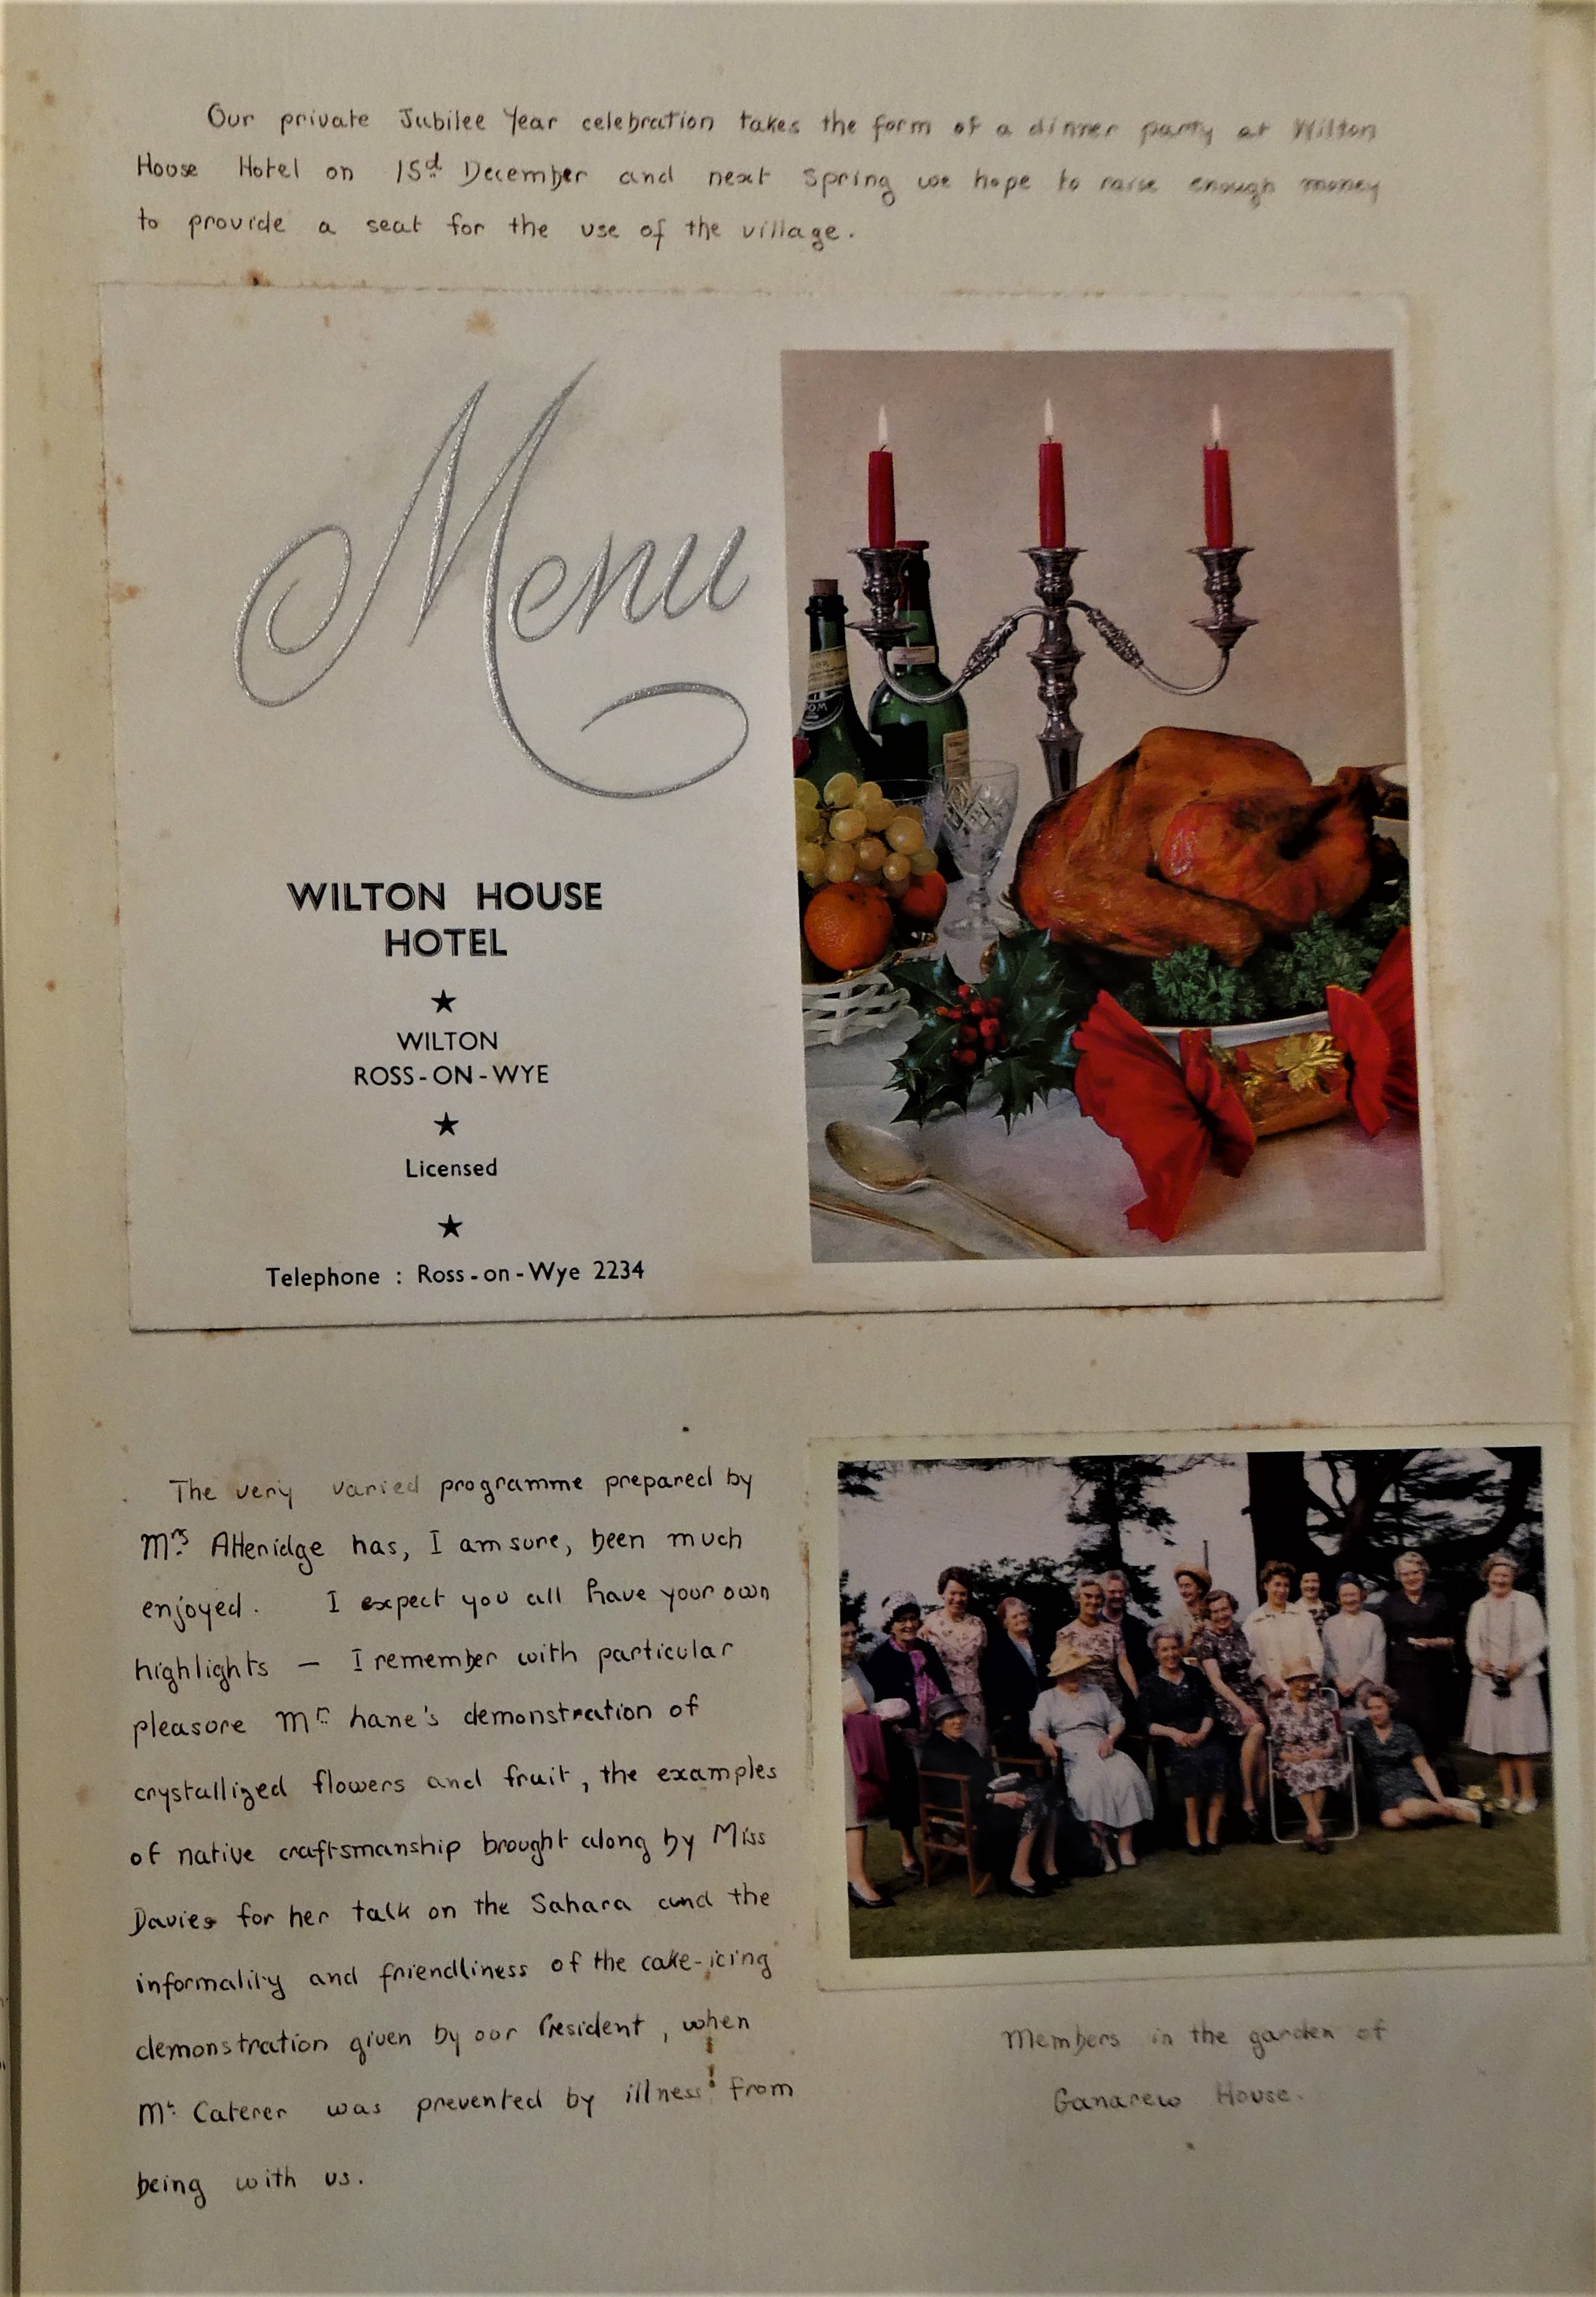 Our private Jubilee Year celebration takes the form of a dinner party at Wilton
House Hotel on 15d December and next Spring we hope to raise enough money
to provide a seat for the use of the village.
Menu
WILTON HOUSE
HOTEL
★
WILTON
ROSS-ON-WYE
★
Licensed
★
Telephone : Ross-on-Wye 2234
The very varied programme prepared by
Mrs Attenidge has, I am sure, been much
enjoyed. I expect you all have your own
highlights — I remember with particular
pleasure Mr hane's demonstration of
crystallized flowers and fruit, the examples
of native craftsmanship brought along by Miss
Davies for her talk on the Sahara and the
informality and friendliness of the cake-icing
demonstration given by our President, when
Mr Caterer was prevented by illness from
being with us.
Members in the garden of
Ganarew House.